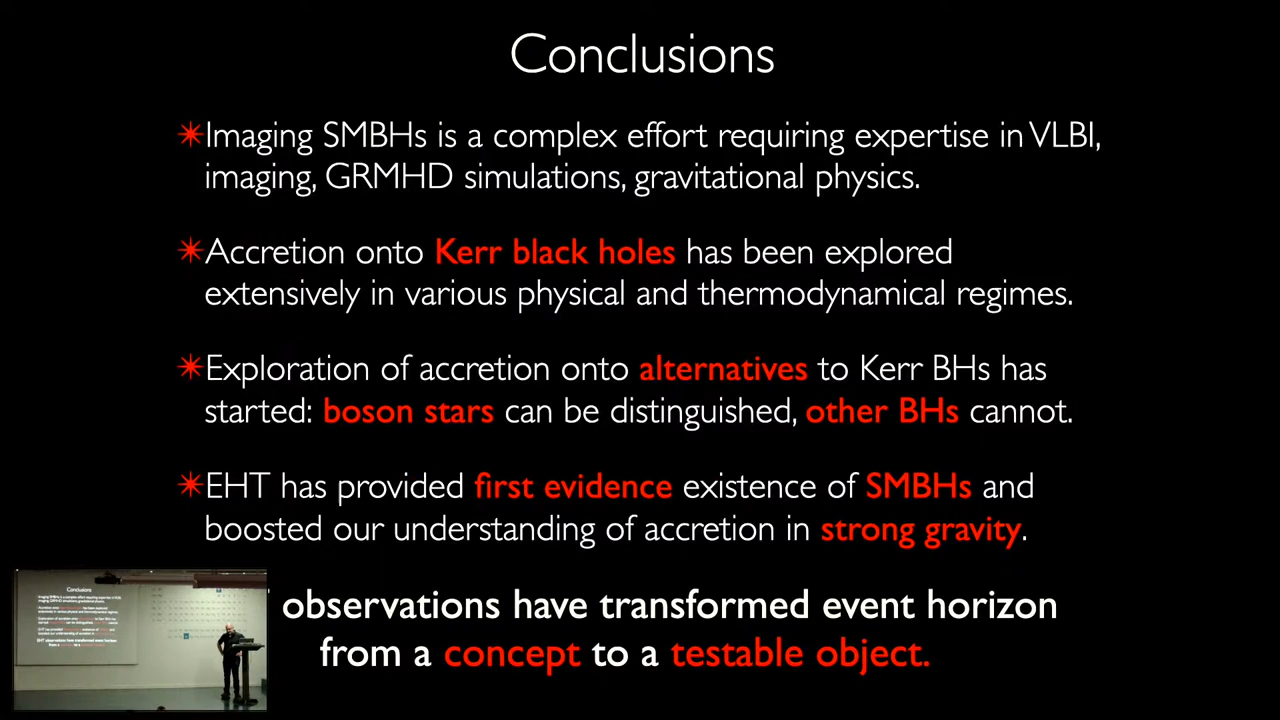 Conclusions
✴Imaging SMBHs is a complex effort requiring expertise in VLBI,
imaging, GRMHD simulations, gravitational physics.
✴Accretion onto Kerr black holes has been explored
extensively in various physical and thermodynamical regimes.
✴Exploration of accretion onto alternatives to Kerr BHs has
started: boson stars can be distinguished, other BHs cannot.
✴EHT has provided first evidence existence of SMBHs and
boosted our understanding of accretion in strong gravity.
observations have transformed event horizon
from a concept to a testable object.
Conclusions